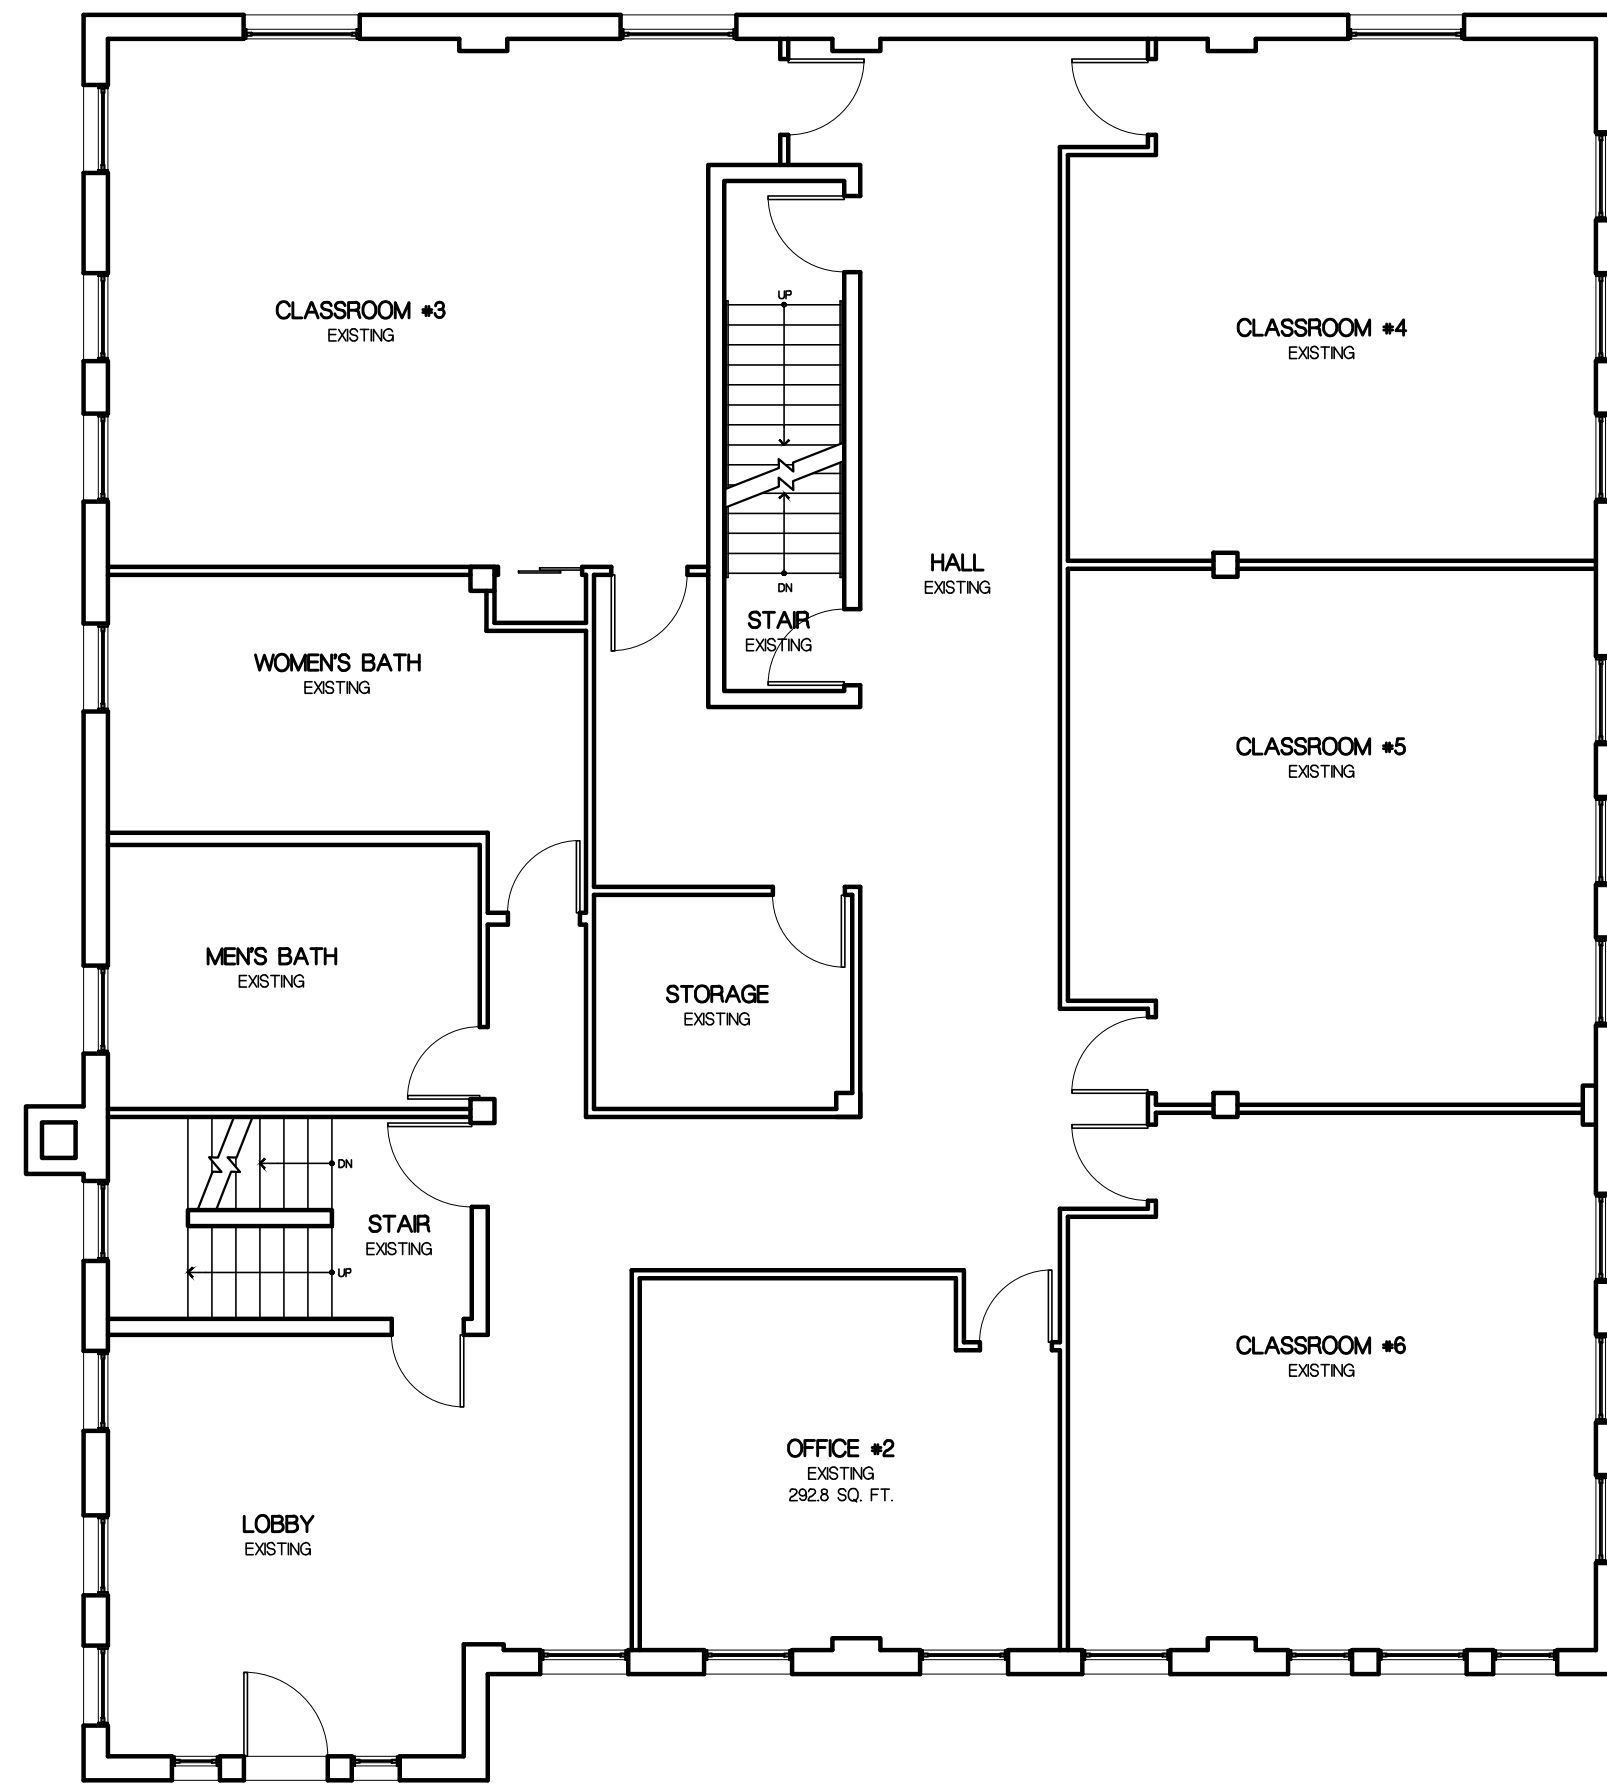 CLASSROOM #3
EXISTING
CLASSROOM #4
EXISTING
UP
DN
STAIR
EXISTING
HALL
EXISTING
WOMEN'S BATH
EXISTING
CLASSROOM #5
EXISTING
MEN'S BATH
EXISTING
STORAGE
EXISTING
DN
STAIR
EXISTING
UP
CLASSROOM #6
EXISTING
OFFICE #2
EXISTING
292.8 SQ. FT.
LOBBY
EXISTING